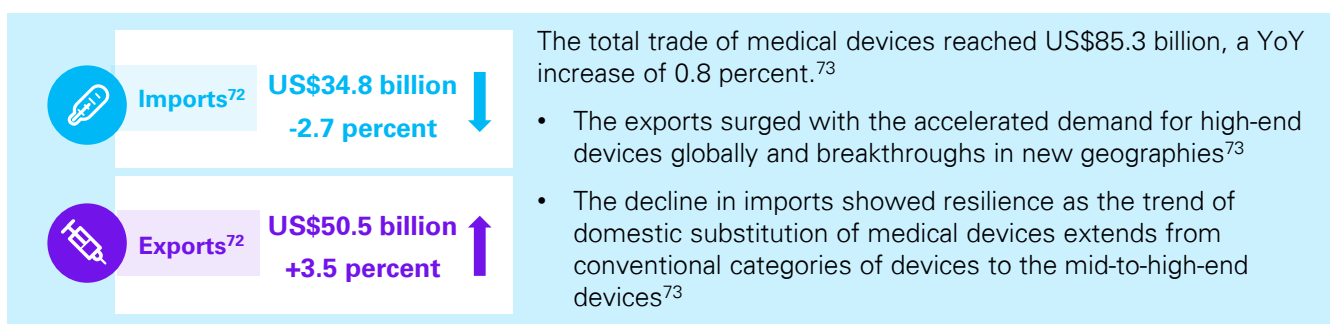 Imports72
US$34.8 billion
-2.7 percent
Exports72
US$50.5 billion
+3.5 percent
The total trade of medical devices reached US$85.3 billion, a YoY
increase of 0.8 percent.73
• The exports surged with the accelerated demand for high-end
devices globally and breakthroughs in new geographies73
• The decline in imports showed resilience as the trend of
domestic substitution of medical devices extends from
conventional categories of devices to the mid-to-high-end
devices73